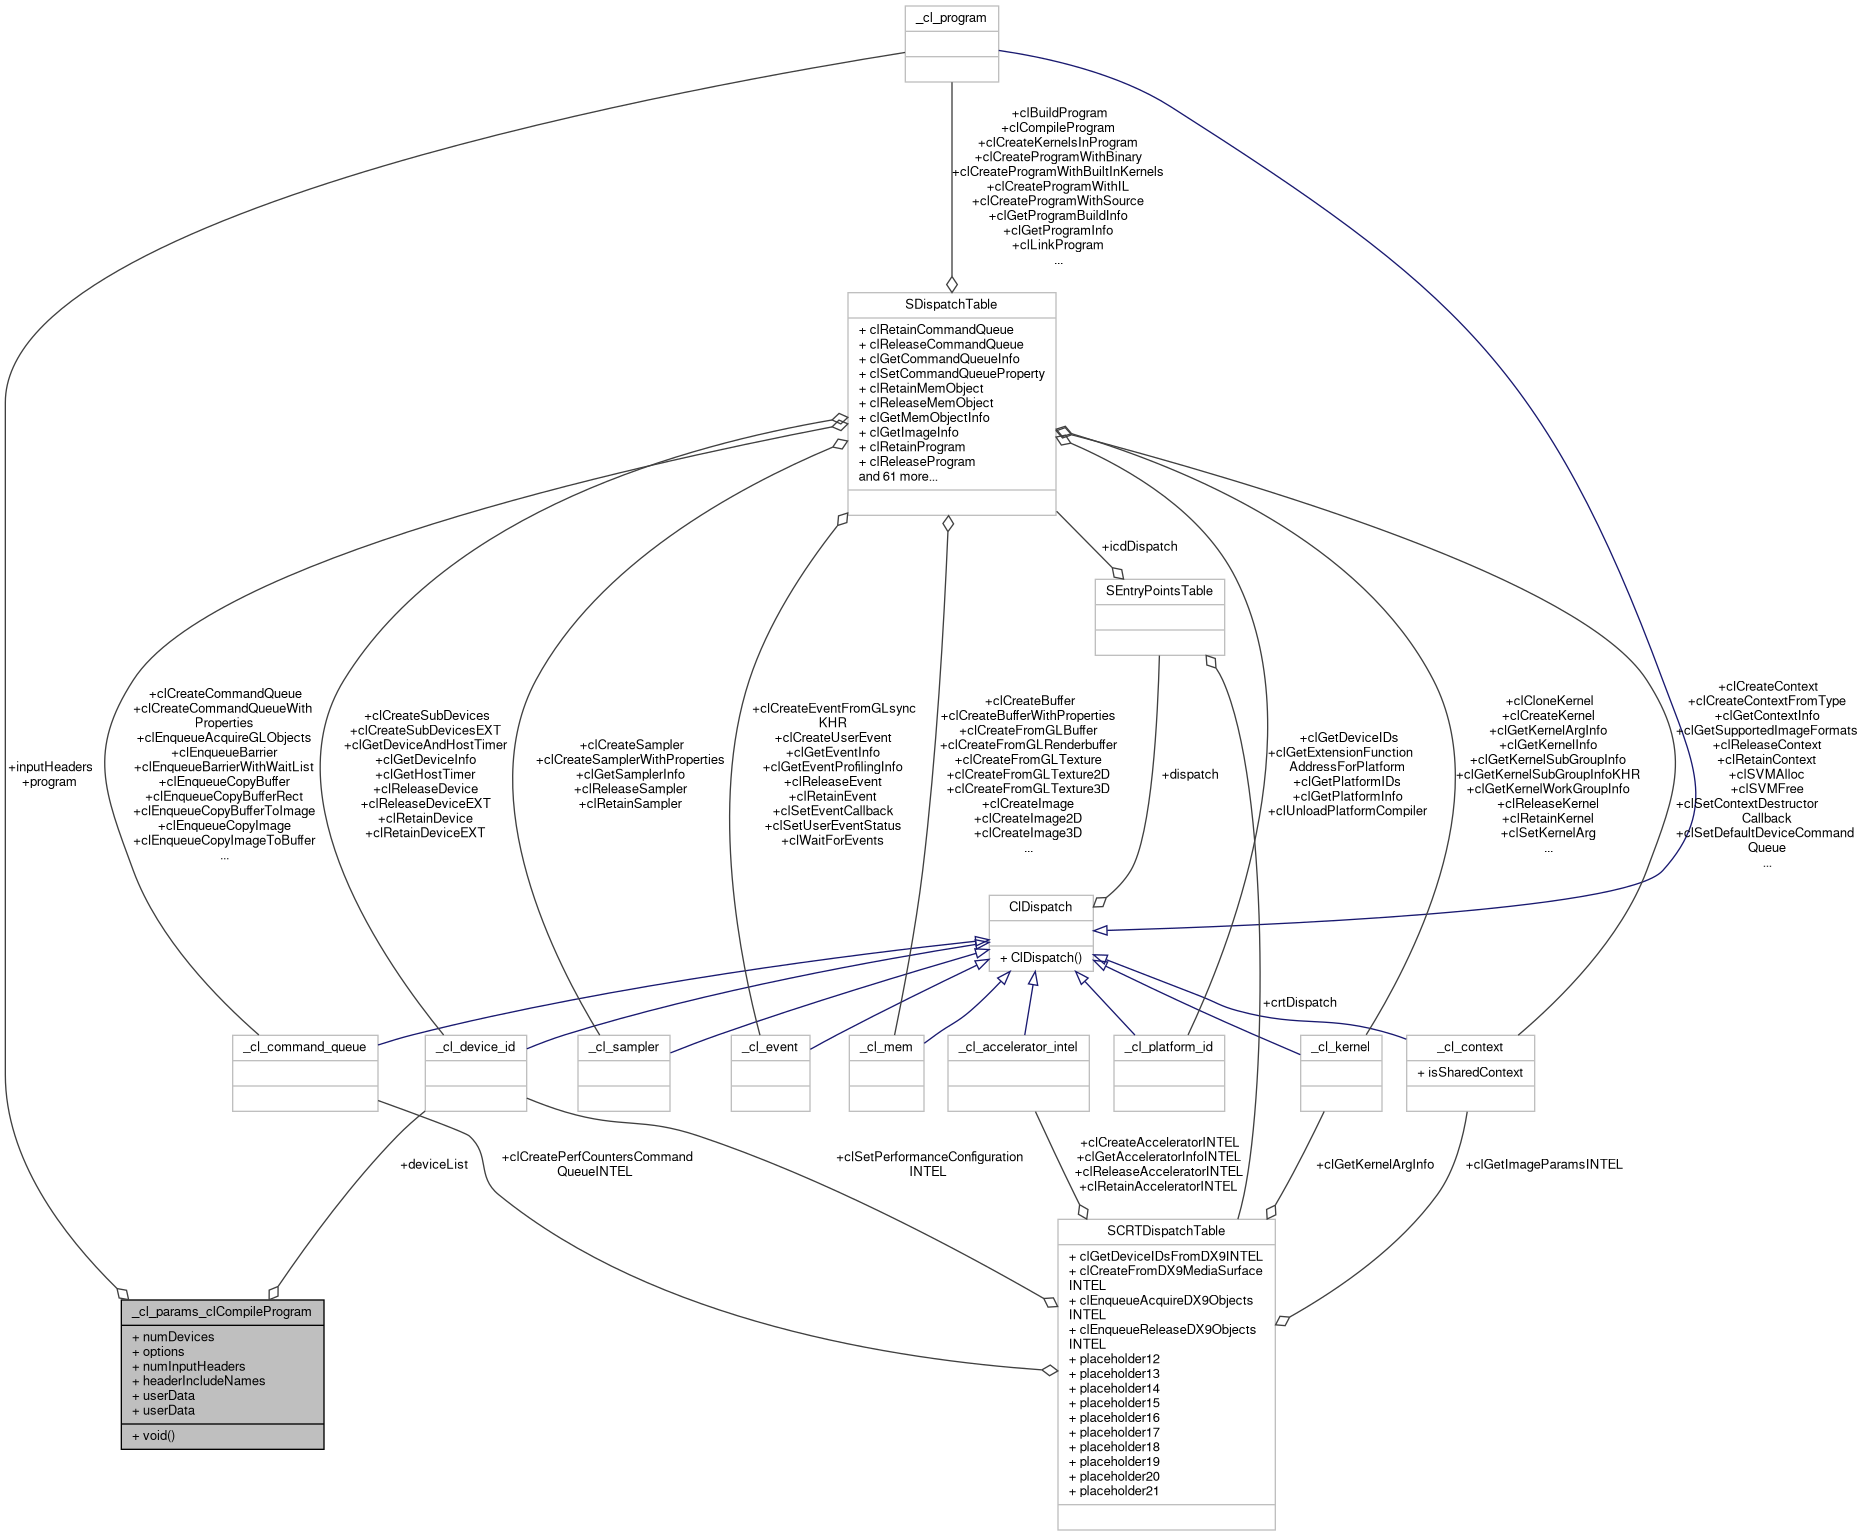 _cl_program
+clBuildProgram
+clCompileProgram
+clCreateKernelsInProgram
+clCreateProgramWithBinary
+clCreateProgramWithBuiltInKernels
+clCreateProgramWithIL
+clCreateProgramWithSource
+clGetProgramBuildInfo
+clGetProgramInfo
+clLinkProgram
...
SDispatchTable
+ clRetainCommandQueue
+ clReleaseCommandQueue
+ clGetCommandQueueInfo
+ clSetCommandQueueProperty
+ clRetainMemObject
+ clReleaseMemObject
+ clGetMemObjectInfo
+ clGetImageInfo
+ clRetainProgram
+ clReleaseProgram
and 61 more...
+icdDispatch
SEntryPointsTable
+inputHeaders
+program
+clCreateCommandQueue
+clCreateCommandQueueWith
Properties
+clEnqueueAcquireGLObjects
+clEnqueueBarrier
+clEnqueueBarrierWithWaitList
+clEnqueueCopyBuffer
+clEnqueueCopyBufferRect
+clEnqueueCopyBufferToImage
+clEnqueueCopyImage
+clEnqueueCopyImageToBuffer
...
+clCreateSubDevices
+clCreateSubDevicesEXT
+clGetDeviceAndHostTimer
+clGetDeviceInfo
+clGetHostTimer
+clReleaseDevice
+clReleaseDeviceEXT
+clRetainDevice
+clRetainDeviceEXT
+clCreateSampler
+clCreateSamplerWithProperties
+clGetSamplerInfo
+clReleaseSampler
+clRetainSampler
+clCreateEventFromGLsync
KHR
+clCreateUserEvent
+clGetEventInfo
+clGetEventProfilingInfo
+clReleaseEvent
+clRetainEvent
+clSetEventCallback
+clSetUserEventStatus
+clWaitForEvents
+clCreateBuffer
+clCreateBufferWithProperties
+clCreateFromGLBuffer
+clCreateFromGLRenderbuffer
+clCreateFromGLTexture
+clCreateFromGLTexture2D
+clCreateFromGLTexture3D
+clCreateImage
+clCreateImage2D
+clCreateImage3D
...
+dispatch
+clGetDeviceIDs
+clGetExtensionFunction
AddressForPlatform
+clGetPlatformIDs
+clGetPlatformInfo
+clUnloadPlatformCompiler
+clCloneKernel
+clCreateKernel
+clGetKernelArgInfo
+clGetKernelInfo
+clGetKernelSubGroupInfo
+clGetKernelSubGroupInfoKHR
+clGetKernelWorkGroupInfo
+clReleaseKernel
+clRetainKernel
+clSetKernelArg
...
+clCreateContext
+clCreateContextFromType
+clGetContextInfo
+clGetSupportedImageFormats
+clReleaseContext
+clRetainContext
+clSVMAlloc
+clSVMFree
+clSetContextDestructor
Callback
+clSetDefaultDeviceCommand
Queue
...
ClDispatch
+ ClDispatch()
+crtDispatch
_cl_command_queue
_cl_device_id
_cl_sampler
_cl_event
_cl_mem
_cl_accelerator_intel
_cl_platform_id
_cl_kernel
_cl_context
+ isSharedContext
+deviceList
+clCreatePerfCountersCommand
QueueINTEL
+clSetPerformanceConfiguration
INTEL
+clCreateAcceleratorINTEL
+clGetAcceleratorInfoINTEL
+clReleaseAcceleratorINTEL
+clRetainAcceleratorINTEL
+clGetKernelArgInfo
+clGetImageParamsINTEL
_cl_params_clCompileProgram
+ numDevices
+ options
+ numInputHeaders
+ headerIncludeNames
+ userData
+ userData
+ void()
SCRTDispatchTable
+ clGetDeviceIDsFromDX9INTEL
+ clCreateFromDX9MediaSurface
INTEL
+ clEnqueueAcquireDX9Objects
INTEL
+ clEnqueueReleaseDX9Objects
INTEL
+ placeholder12
+ placeholder13
+ placeholder14
+ placeholder15
+ placeholder16
+ placeholder17
+ placeholder18
+ placeholder19
+ placeholder20
+ placeholder21